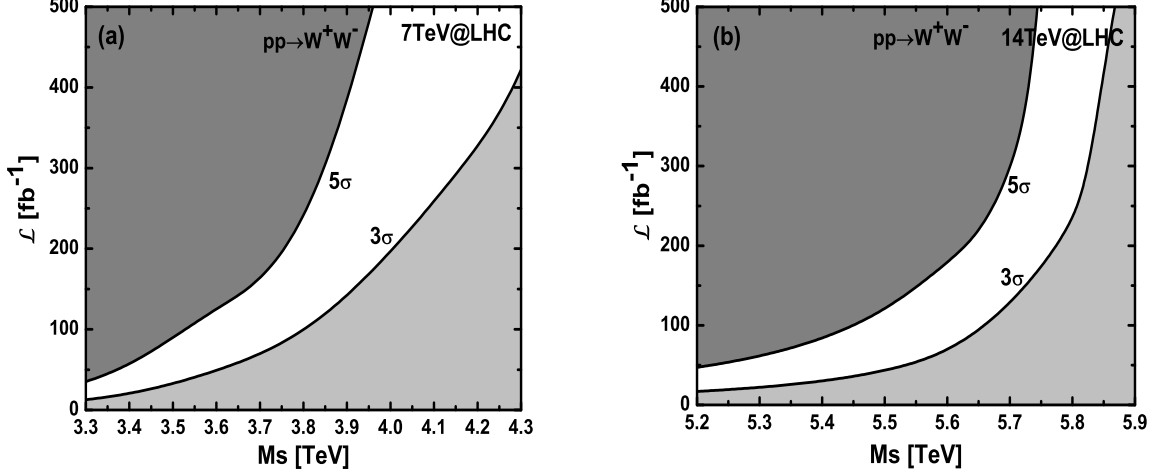 500
400
300
200
100
0
ℒ [fb⁻¹]
(a)
pp→W⁺W⁻
7TeV@LHC
5σ
3σ
3.3 3.4 3.5 3.6 3.7 3.8 3.9 4.0 4.1 4.2 4.3
Ms [TeV]
500
400
300
200
100
0
ℒ [fb⁻¹]
(b)
pp→W⁺W⁻
14TeV@LHC
5σ
3σ
5.2 5.3 5.4 5.5 5.6 5.7 5.8 5.9
Ms [TeV]